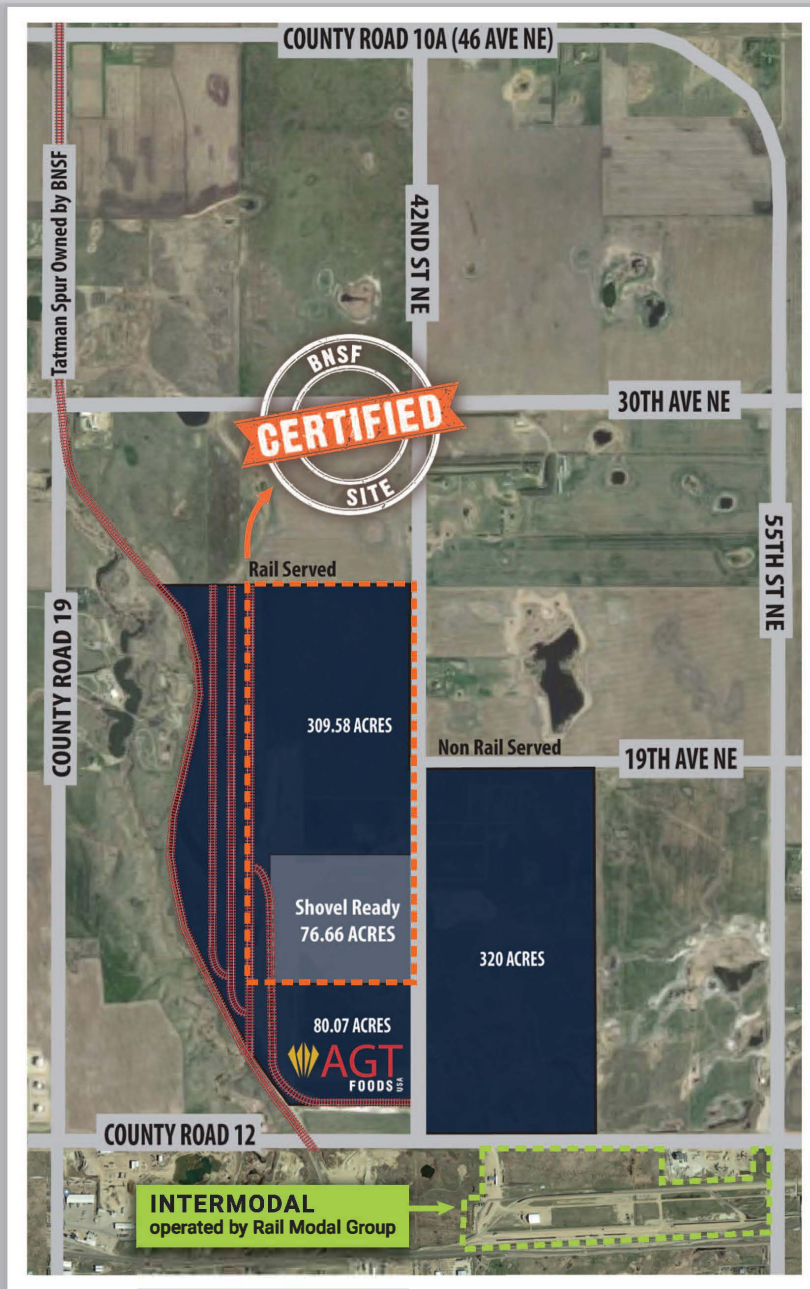 COUNTY ROAD 10A (46 AVE NE)
Tatman Spur Owned by BNSF
42ND ST NE
BNSF
CERTIFIED
SITE
30TH AVE NE
55TH ST NE
Rail Served
COUNTY ROAD 19
309.58 ACRES
Non Rail Served
19TH AVE NE
Shovel Ready
76.66 ACRES
320 ACRES
80.07 ACRES
AGT
FOODS USA
COUNTY ROAD 12
INTERMODAL
operated by Rail Modal Group